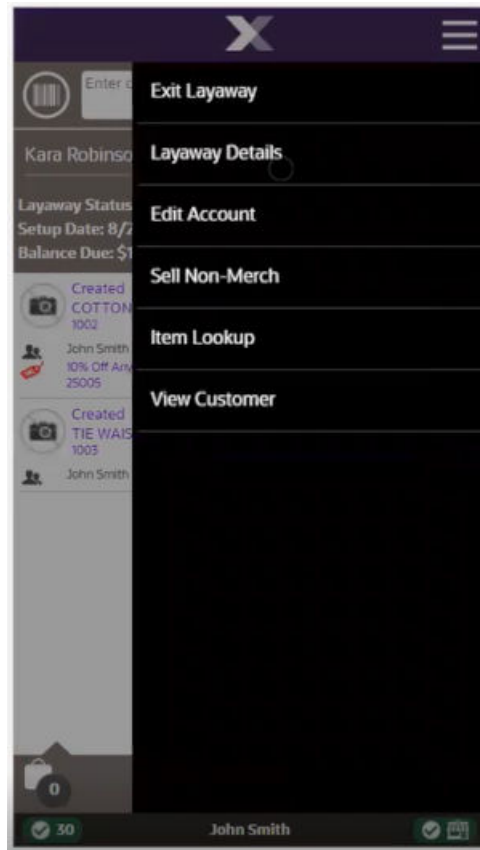 Enter
Exit Layaway
Kara Robinso
Layaway Details
Layaway Status
Setup Date: 8/2
Edit Account
Balance Due: $1
Sell Non-Merch
Created
COTTON
1002
Item Lookup
John Smith
10% Off Any
25005
View Customer
Created
TIE WAIS
1003
John Smith
0
30
John Smith